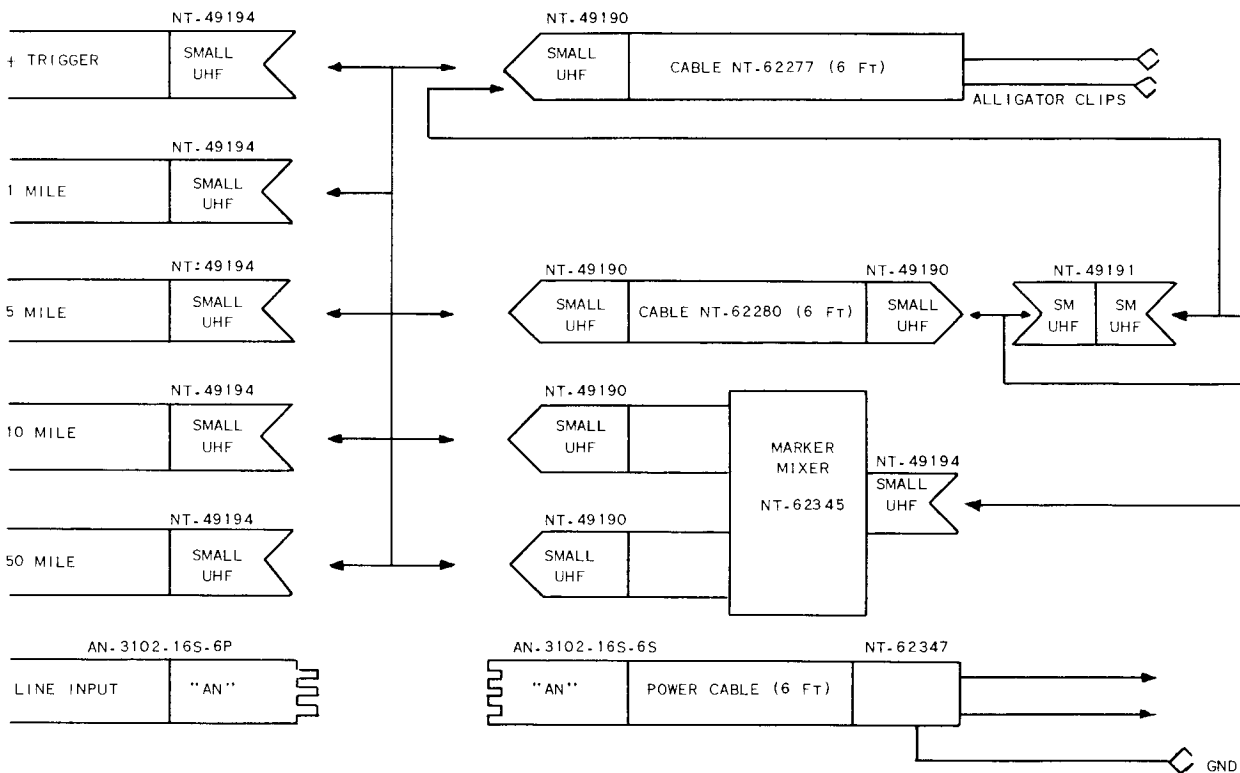 NT-49194
NT-49190
+ TRIGGER
SMALL
UHF
SMALL
UHF
CABLE NT-62277 (6 FT)
ALLIGATOR CLIPS
NT-49194
1 MILE
SMALL
UHF
NT:49194
NT-49190
NT-49190
NT-49191
5 MILE
SMALL
UHF
SMALL
UHF
CABLE NT-62280 (6 FT)
SMALL
UHF
SM
UHF
SM
UHF
NT-49194
NT-49190
10 MILE
SMALL
UHF
SMALL
UHF
MARKER
MIXER
NT-62345
NT-49194
SMALL
UHF
NT-49194
NT-49190
50 MILE
SMALL
UHF
SMALL
UHF
AN-3102-16S-6P
AN-3102-16S-6S
NT-62347
LINE INPUT
"AN"
"AN"
POWER CABLE (6 FT)
GND